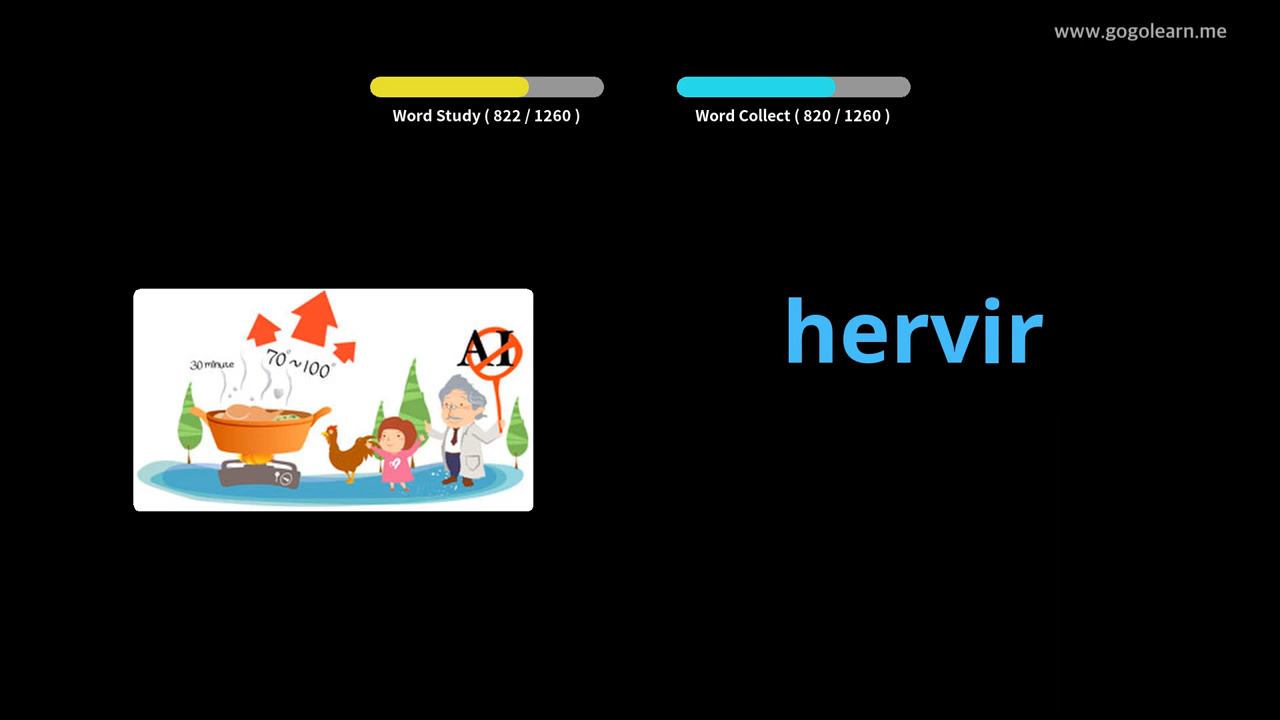 www.gogolearn.me
Word Study ( 822 / 1260 )
Word Collect ( 820 / 1260 )
hervir
30 minute
70°~100°
AI